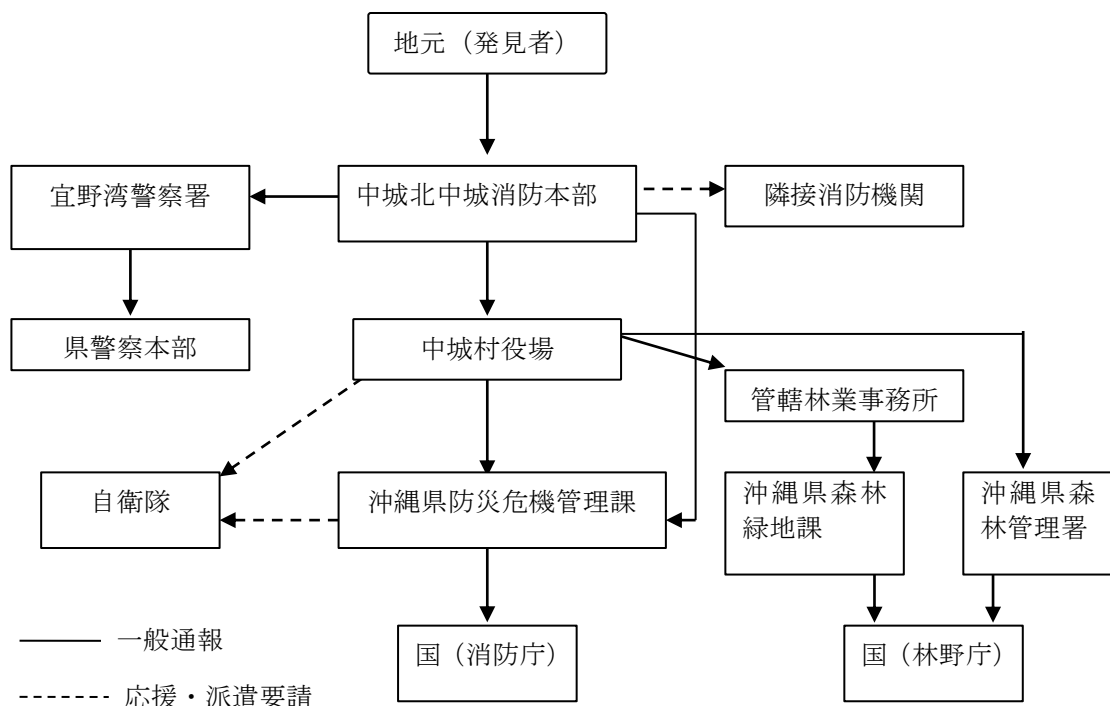 地元（発見者）
宜野湾警察署
中城北中城消防本部
隣接消防機関
県警察本部
中城村役場
管轄林業事務所
自衛隊
沖縄県防災危機管理課
沖縄県森林
緑地課
沖縄県森
林管理署
国（消防庁）
国（林野庁）
一般通報
応援・派遣要請